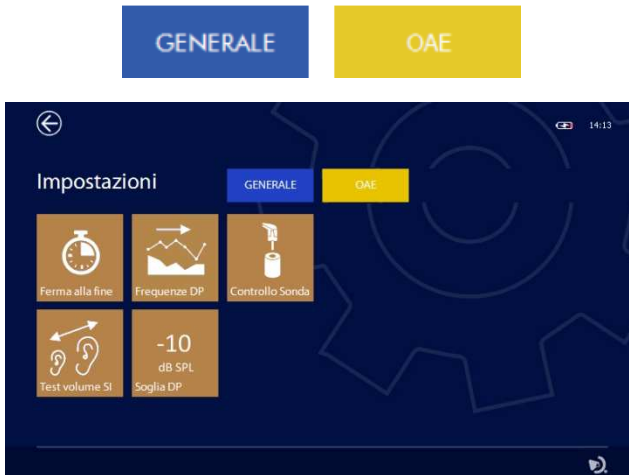 GENERALE OAE
14:13
Impostazioni GENERALE OAE
Ferma alla fine Frequenze DP Controllo Sonda
-10
dB SPL
Test volume SI Soglia DP